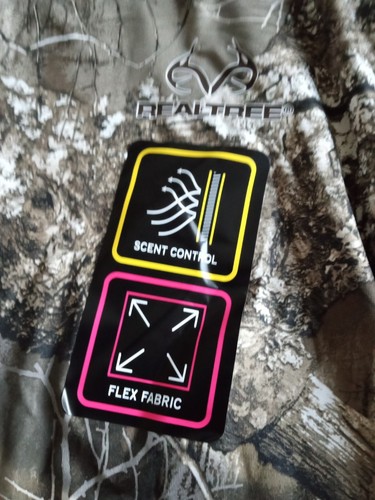 REALTREE®
SCENT CONTROL
FLEX FABRIC